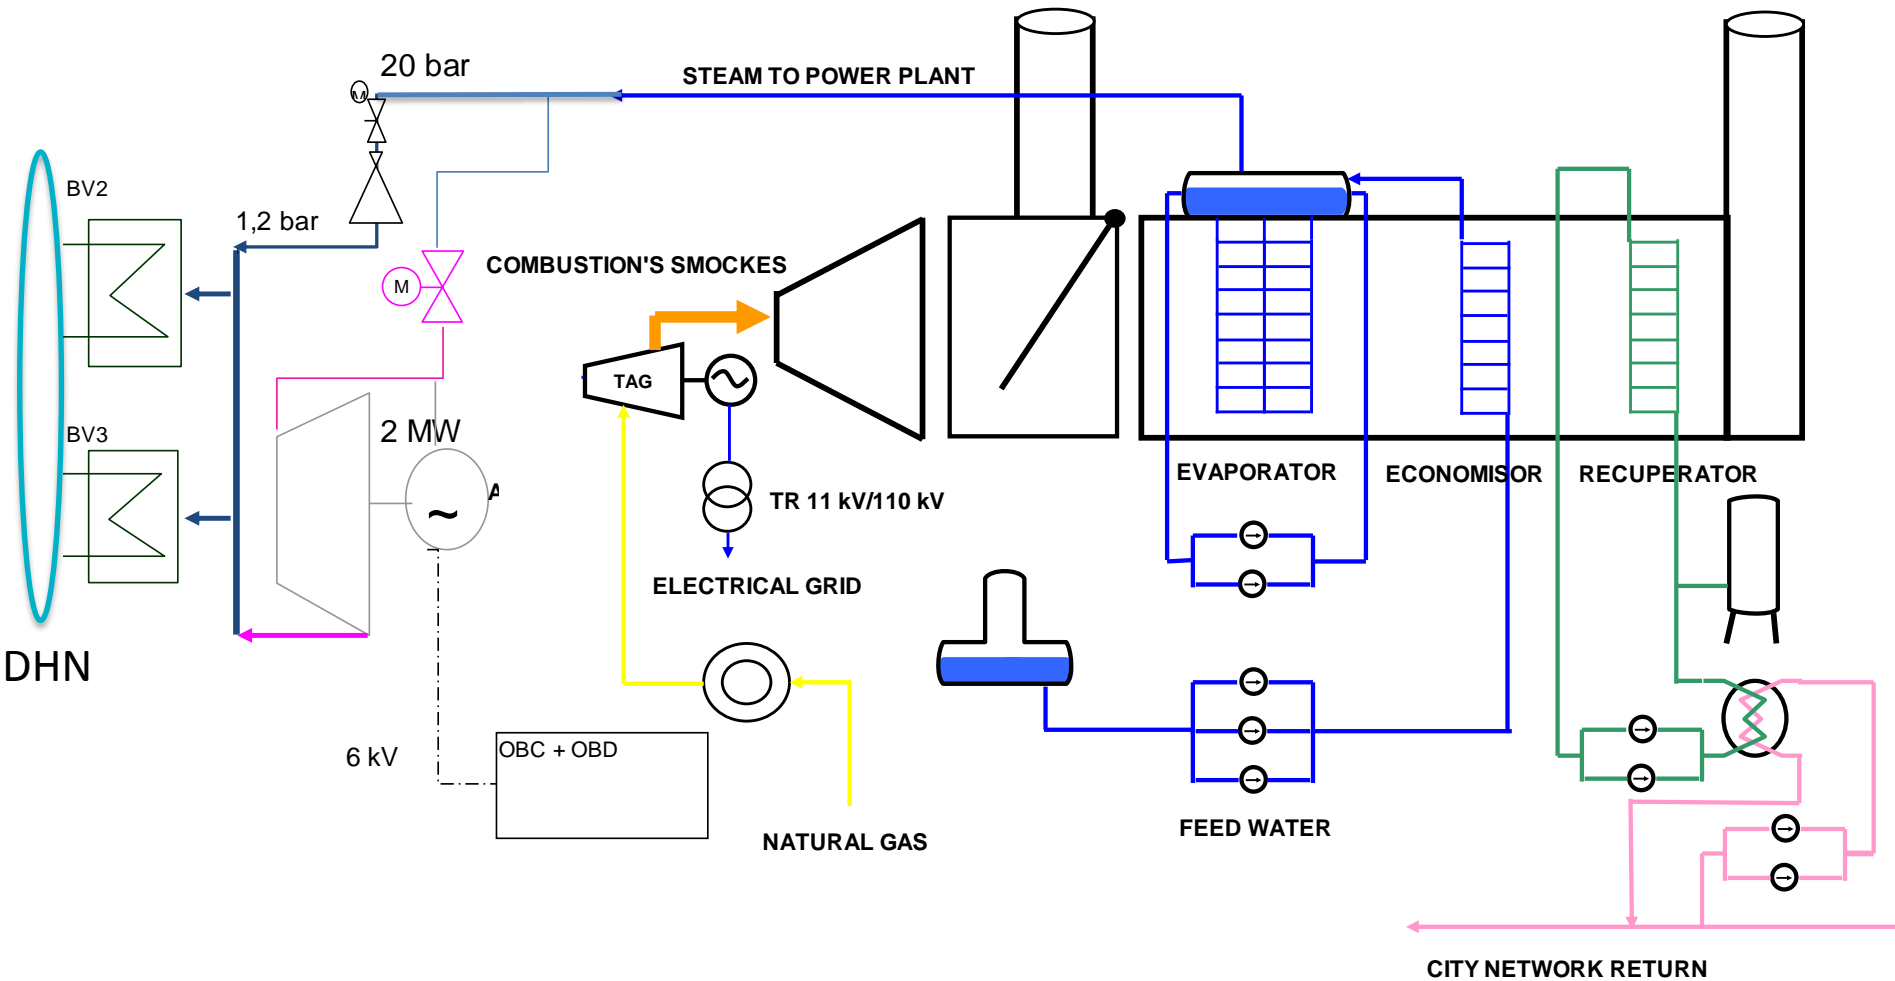 20 bar
STEAM TO POWER PLANT
M
BV2
1,2 bar
COMBUSTION'S SMOCKES
M
TAG
2 MW
BV3
A
~
EVAPORATOR
ECONOMISOR
RECUPERATOR
TR 11 kV/110 kV
ELECTRICAL GRID
DHN
6 kV
OBC + OBD
NATURAL GAS
FEED WATER
CITY NETWORK RETURN